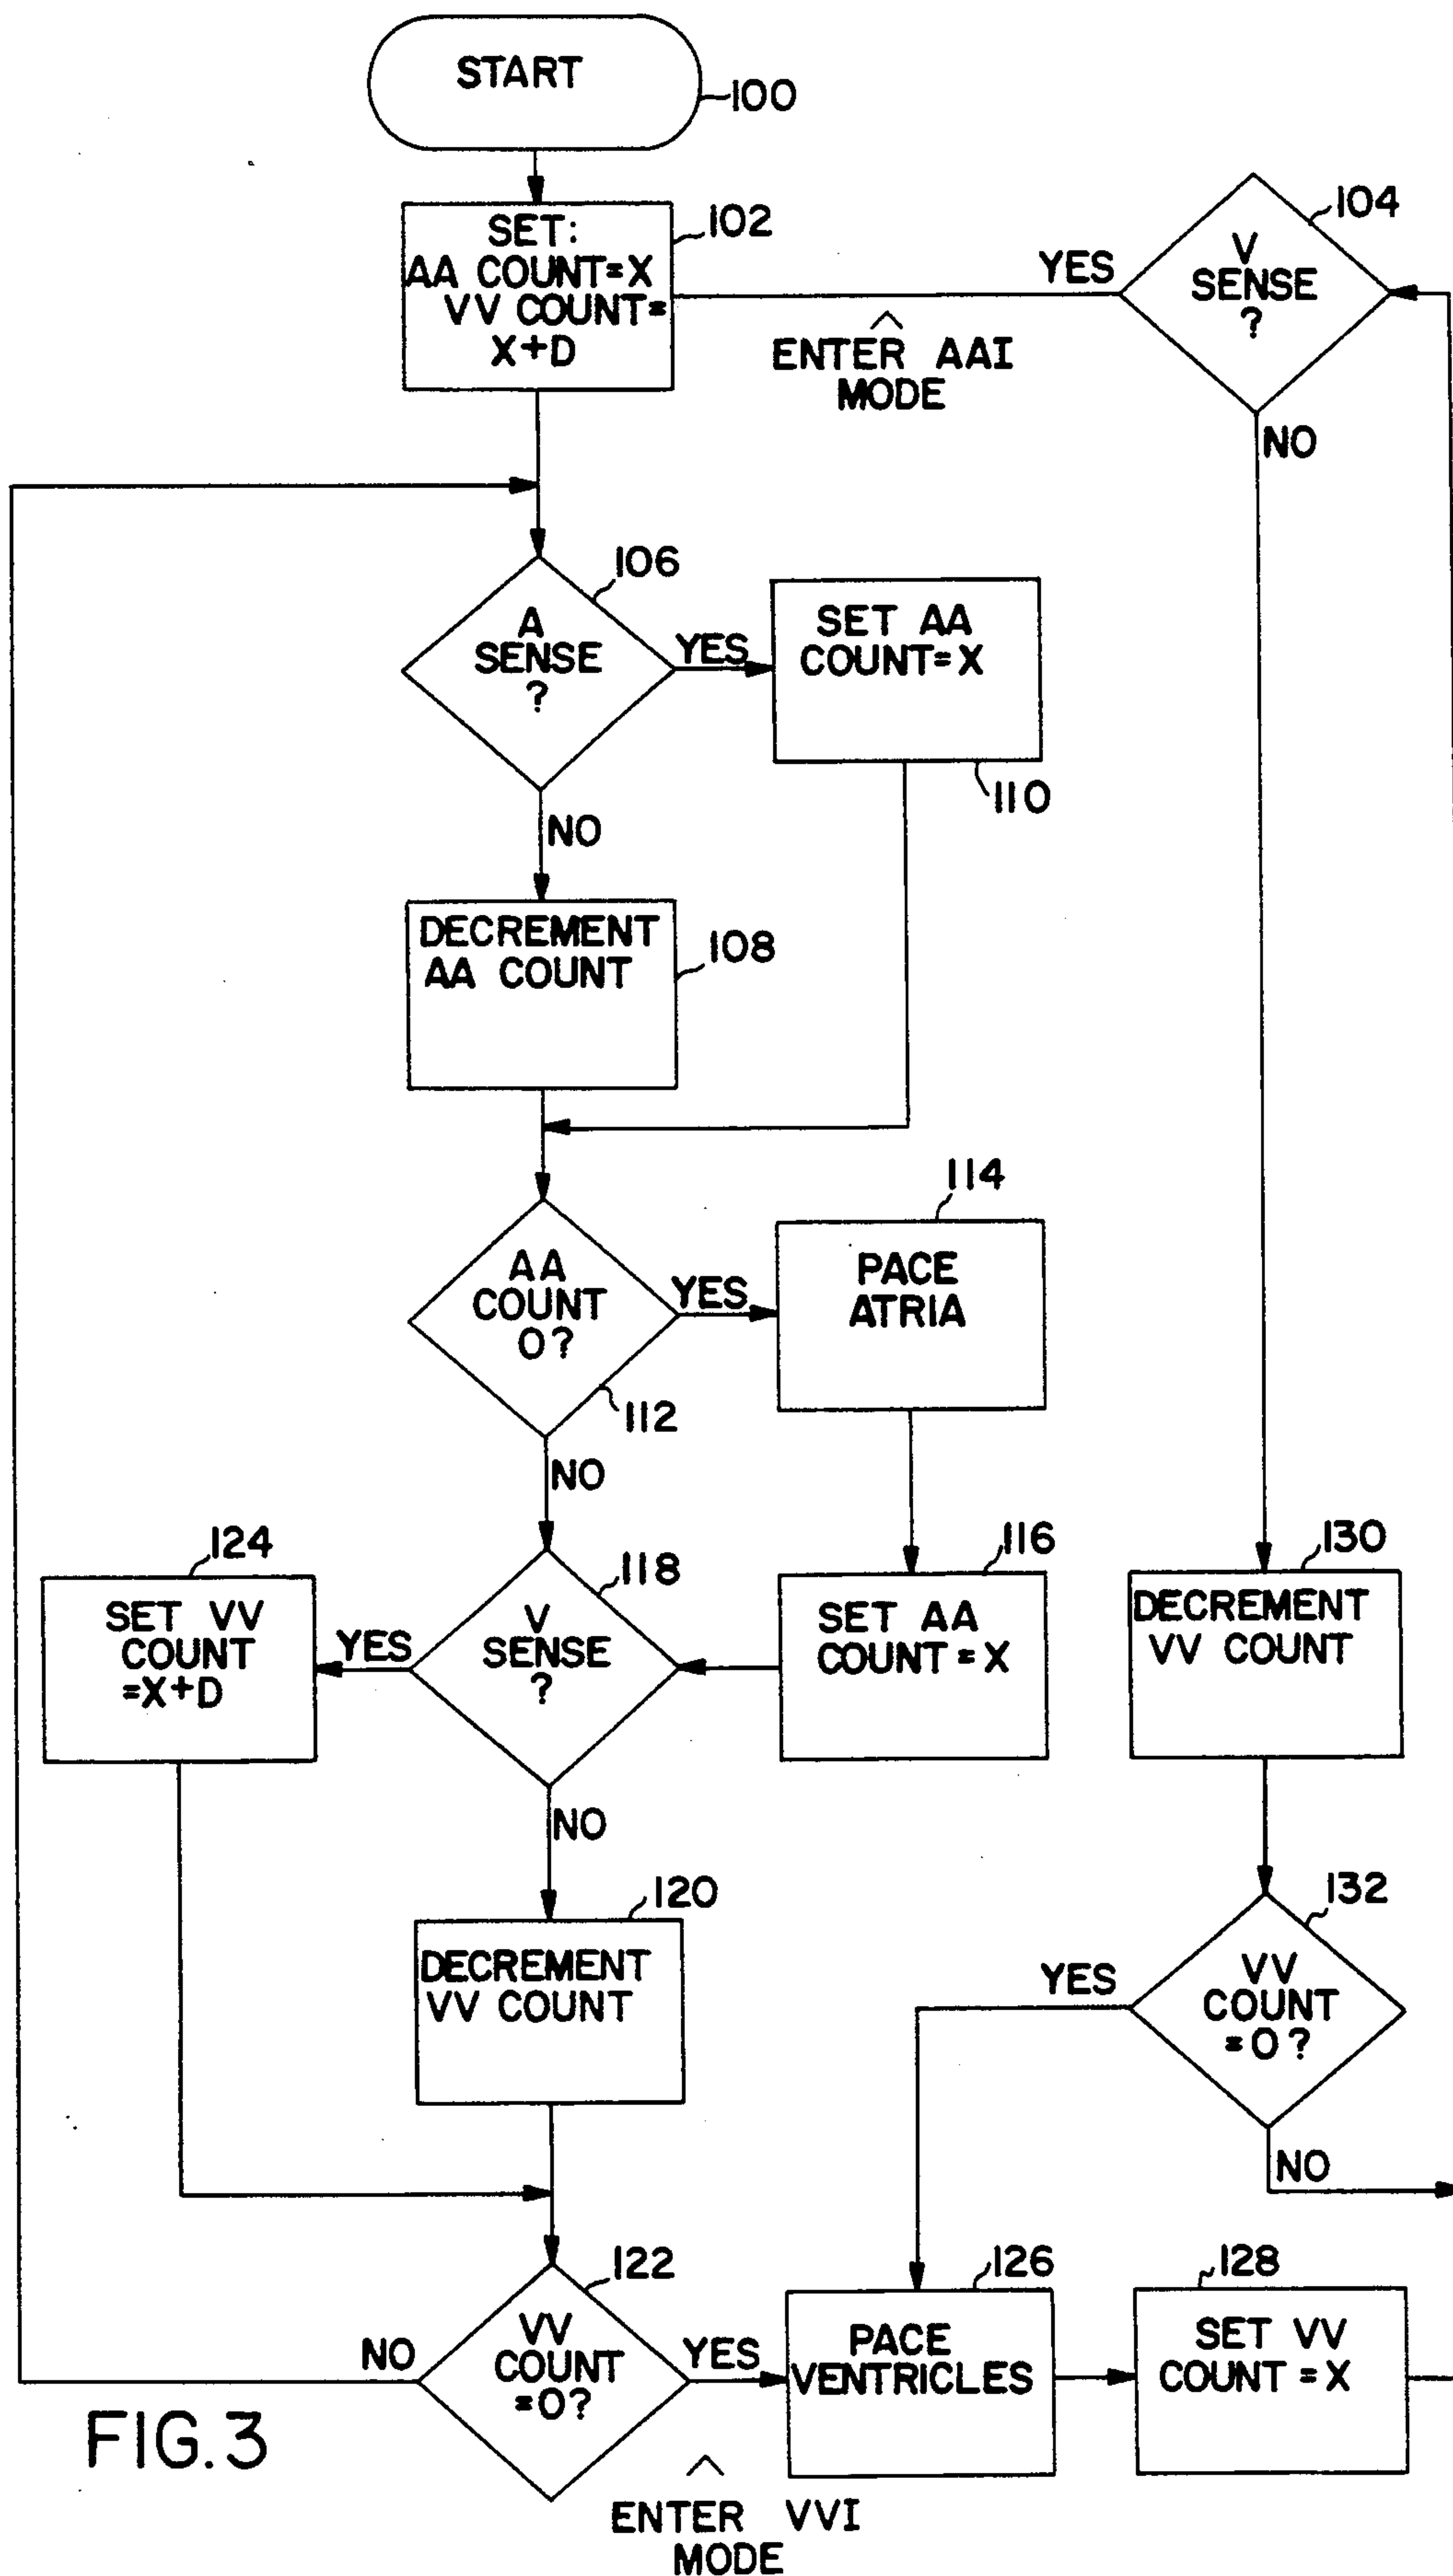 START
100
SET:
AA COUNT=X
VV COUNT=
X+D
102
104
V
SENSE
?
YES
ENTER AAI
MODE
NO
106
A
SENSE
?
YES
SET AA
COUNT=X
110
NO
DECREMENT
AA COUNT
108
114
AA
COUNT
0?
YES
PACE
ATRIA
112
NO
124
SET VV
COUNT
=X+D
YES
118
V
SENSE
?
116
SET AA
COUNT=X
130
DECREMENT
VV COUNT
NO
120
DECREMENT
VV COUNT
132
YES
VV
COUNT
=0?
NO
122
NO
VV
COUNT
=0?
YES
126
PACE
VENTRICLES
128
SET VV
COUNT=X
FIG.3
ENTER VVI
MODE